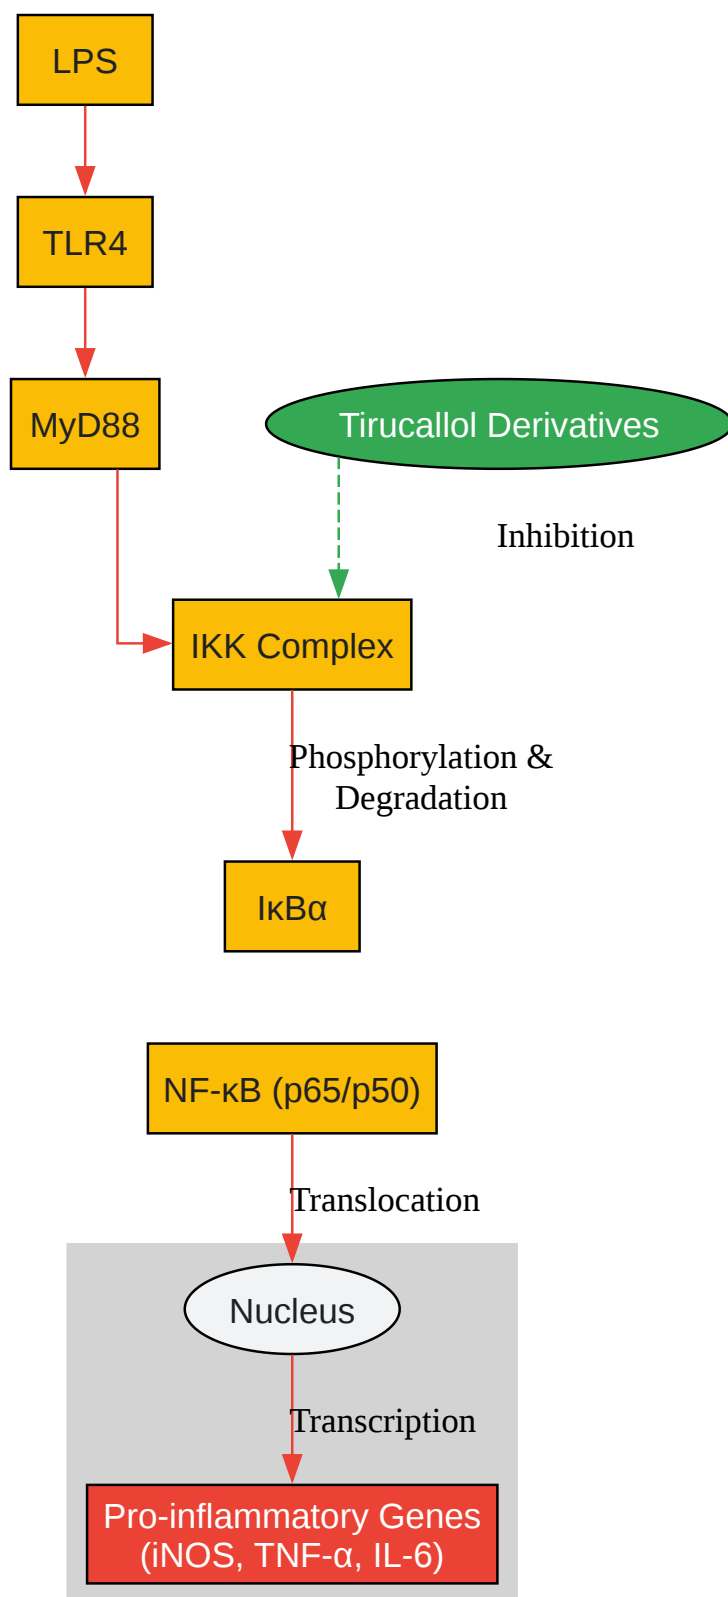 LPS
TLR4
MyD88
Tirucallol Derivatives
Inhibition
IKK Complex
Phosphorylation &
Degradation
IκBα
NF-κB (p65/p50)
Translocation
Nucleus
Transcription
Pro-inflammatory Genes
(iNOS, TNF-α, IL-6)